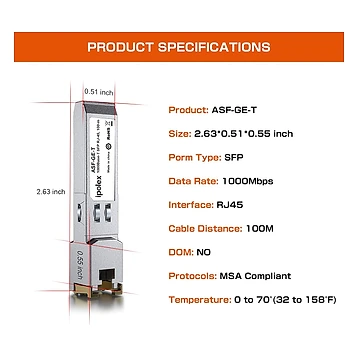 PRODUCT SPECIFICATIONS
0.51 inch
2.63 inch
0.55 inch
ASF-GE-T
ipolex
RoHS
Product: ASF-GE-T
Size: 2.63*0.51*0.55 inch
Porm Type: SFP
Data Rate: 1000Mbps
Interface: RJ45
Cable Distance: 100M
DOM: NO
Protocols: MSA Compliant
Temperature: 0 to 70°(32 to 158°F)